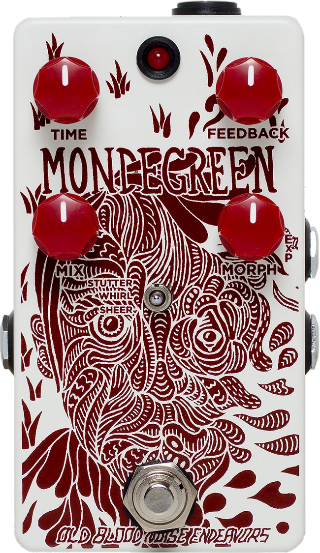 TIME FEEDBACK
MONDEGREEN
EXP
MIX MORPH
STUTTER
WHIRL
SHEER
OLD BLOOD NOISE ENDEAVORS